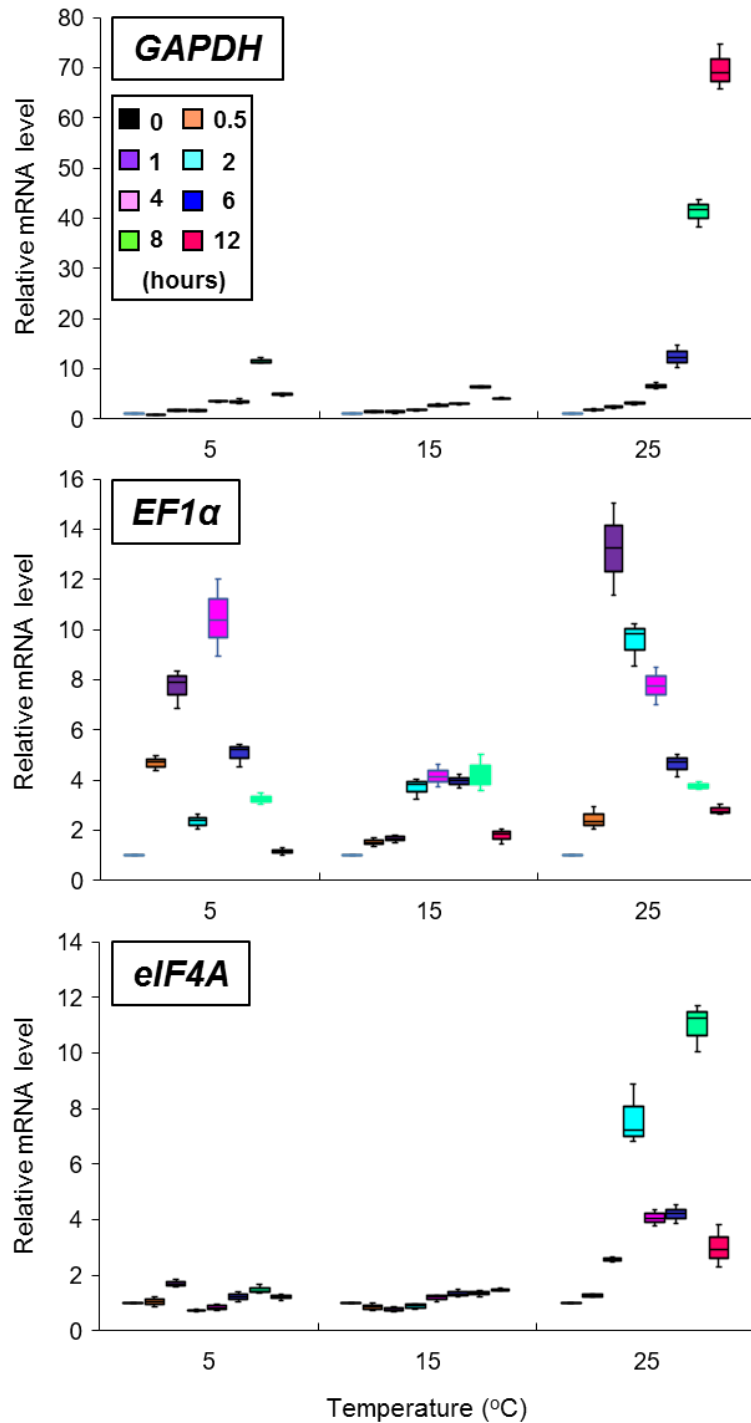 GAPDH
80
70
60
50
40
30
20
10
0
Relative mRNA level
0 0.5
1 2
4 6
8 12
(hours)
5 15 25
EF1α
16
14
12
10
8
6
4
2
0
Relative mRNA level
5 15 25
eIF4A
14
12
10
8
6
4
2
0
Relative mRNA level
5 15 25
Temperature (oC)